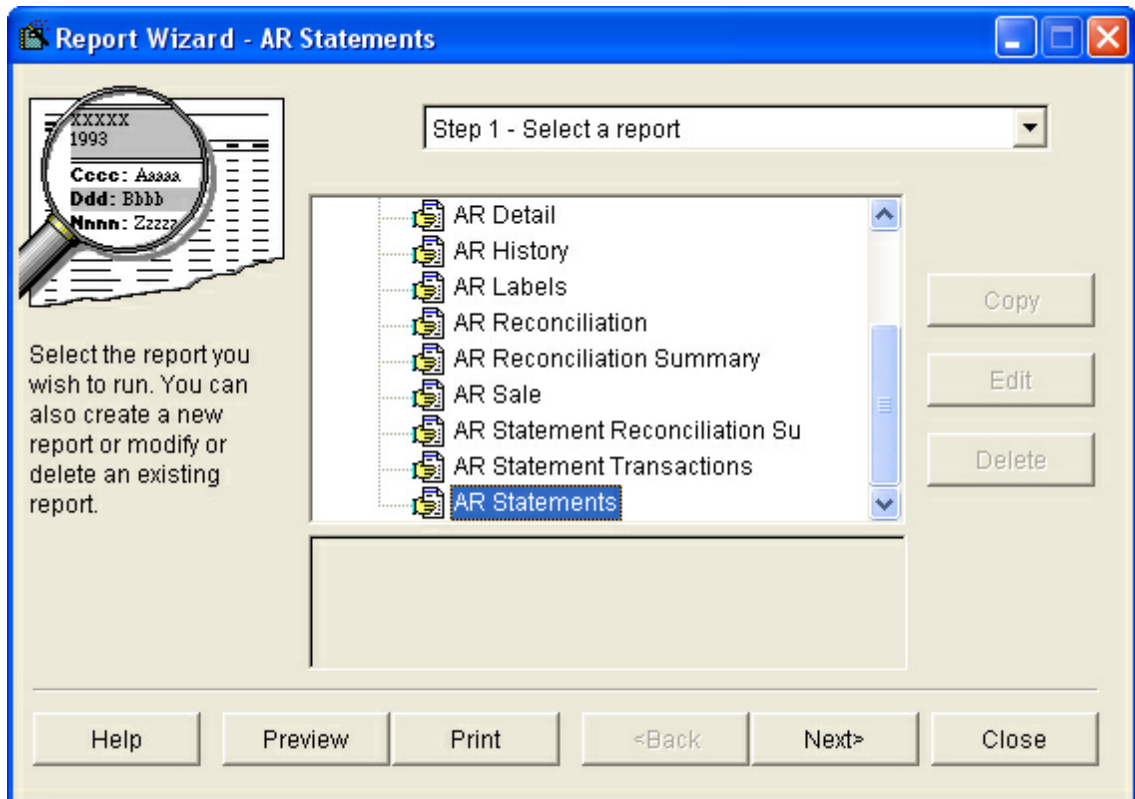 Report Wizard - AR Statements
XXXXX
1993
Cccc: Aaaaa
Ddd: Bbbb
Nnnn: Zzzzz
Step 1 - Select a report
AR Detail
AR History
AR Labels
AR Reconciliation
AR Reconciliation Summary
AR Sale
AR Statement Reconciliation Su
AR Statement Transactions
AR Statements
Select the report you
wish to run. You can
also create a new
report or modify or
delete an existing
report.
Copy
Edit
Delete
Help
Preview
Print
<Back
Next>
Close